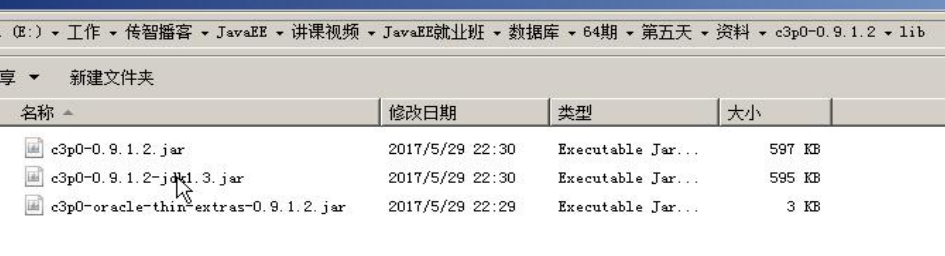 (E:) ▾ 工作 ▾ 传智播客 ▾ JavaEE ▾ 讲课视频 ▾ JavaEE就业班 ▾ 数据库 ▾ 64期 ▾ 第五天 ▾ 资料 ▾ c3p0-0.9.1.2 ▾ lib
享 ▾ 新建文件夹
名称 修改日期 类型 大小
c3p0-0.9.1.2.jar 2017/5/29 22:30 Executable Jar... 597 KB
c3p0-0.9.1.2-jdk1.3.jar 2017/5/29 22:30 Executable Jar... 595 KB
c3p0-oracle-thin-extras-0.9.1.2.jar 2017/5/29 22:29 Executable Jar... 3 KB